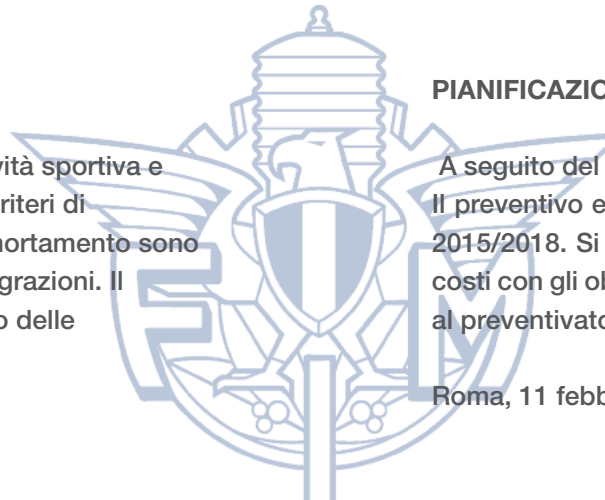 vità sportiva e
riteri di
mortamento sono
grazioni. Il
o delle
PIANIFICAZIO
A seguito del
Il preventivo e
2015/2018. Si
costi con gli ob
al preventivato
Roma, 11 febb
F M